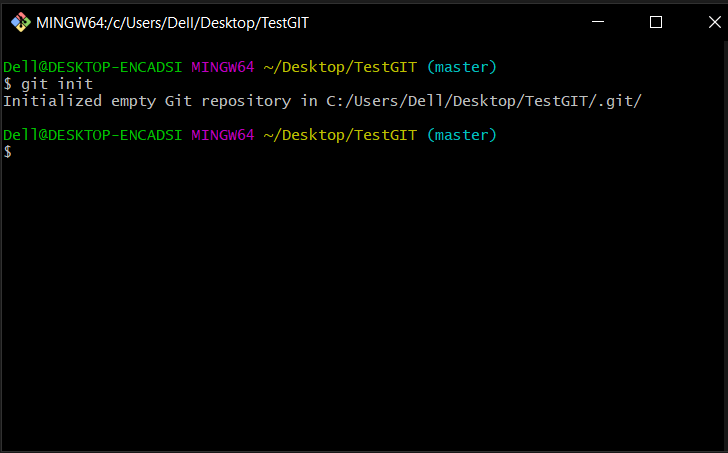 MINGW64:/c/Users/Dell/Desktop/TestGIT
Dell@DESKTOP-ENCADSI MINGW64 ~/Desktop/TestGIT (master)
$ git init
Initialized empty Git repository in C:/Users/Dell/Desktop/TestGIT/.git/
Dell@DESKTOP-ENCADSI MINGW64 ~/Desktop/TestGIT (master)
$